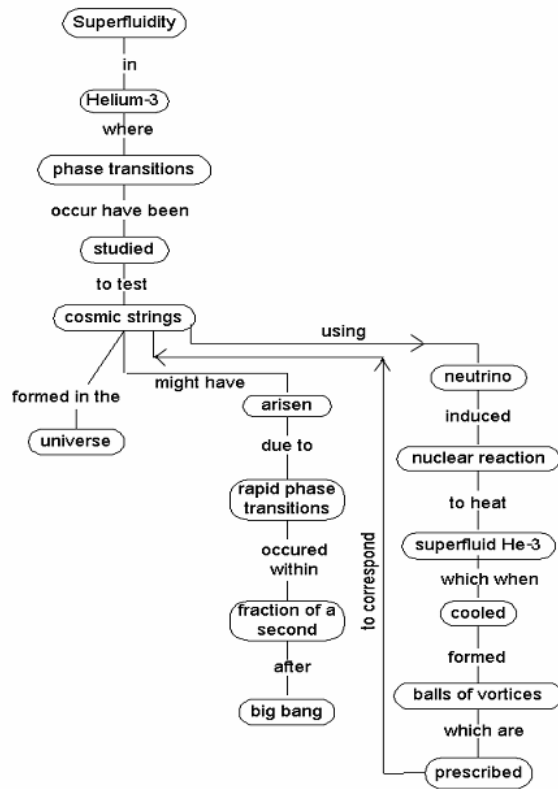 Superfluidity
in
Helium-3
where
phase transitions
occur have been
studied
to test
cosmic strings
formed in the
universe
might have
arisen
due to
rapid phase
transitions
occured
within
fraction of a
second
after
big bang
using
neutrino
induced
nuclear reaction
to heat
superfluid He-3
which when
cooled
formed
balls of vortices
which are
prescribed
to correspond